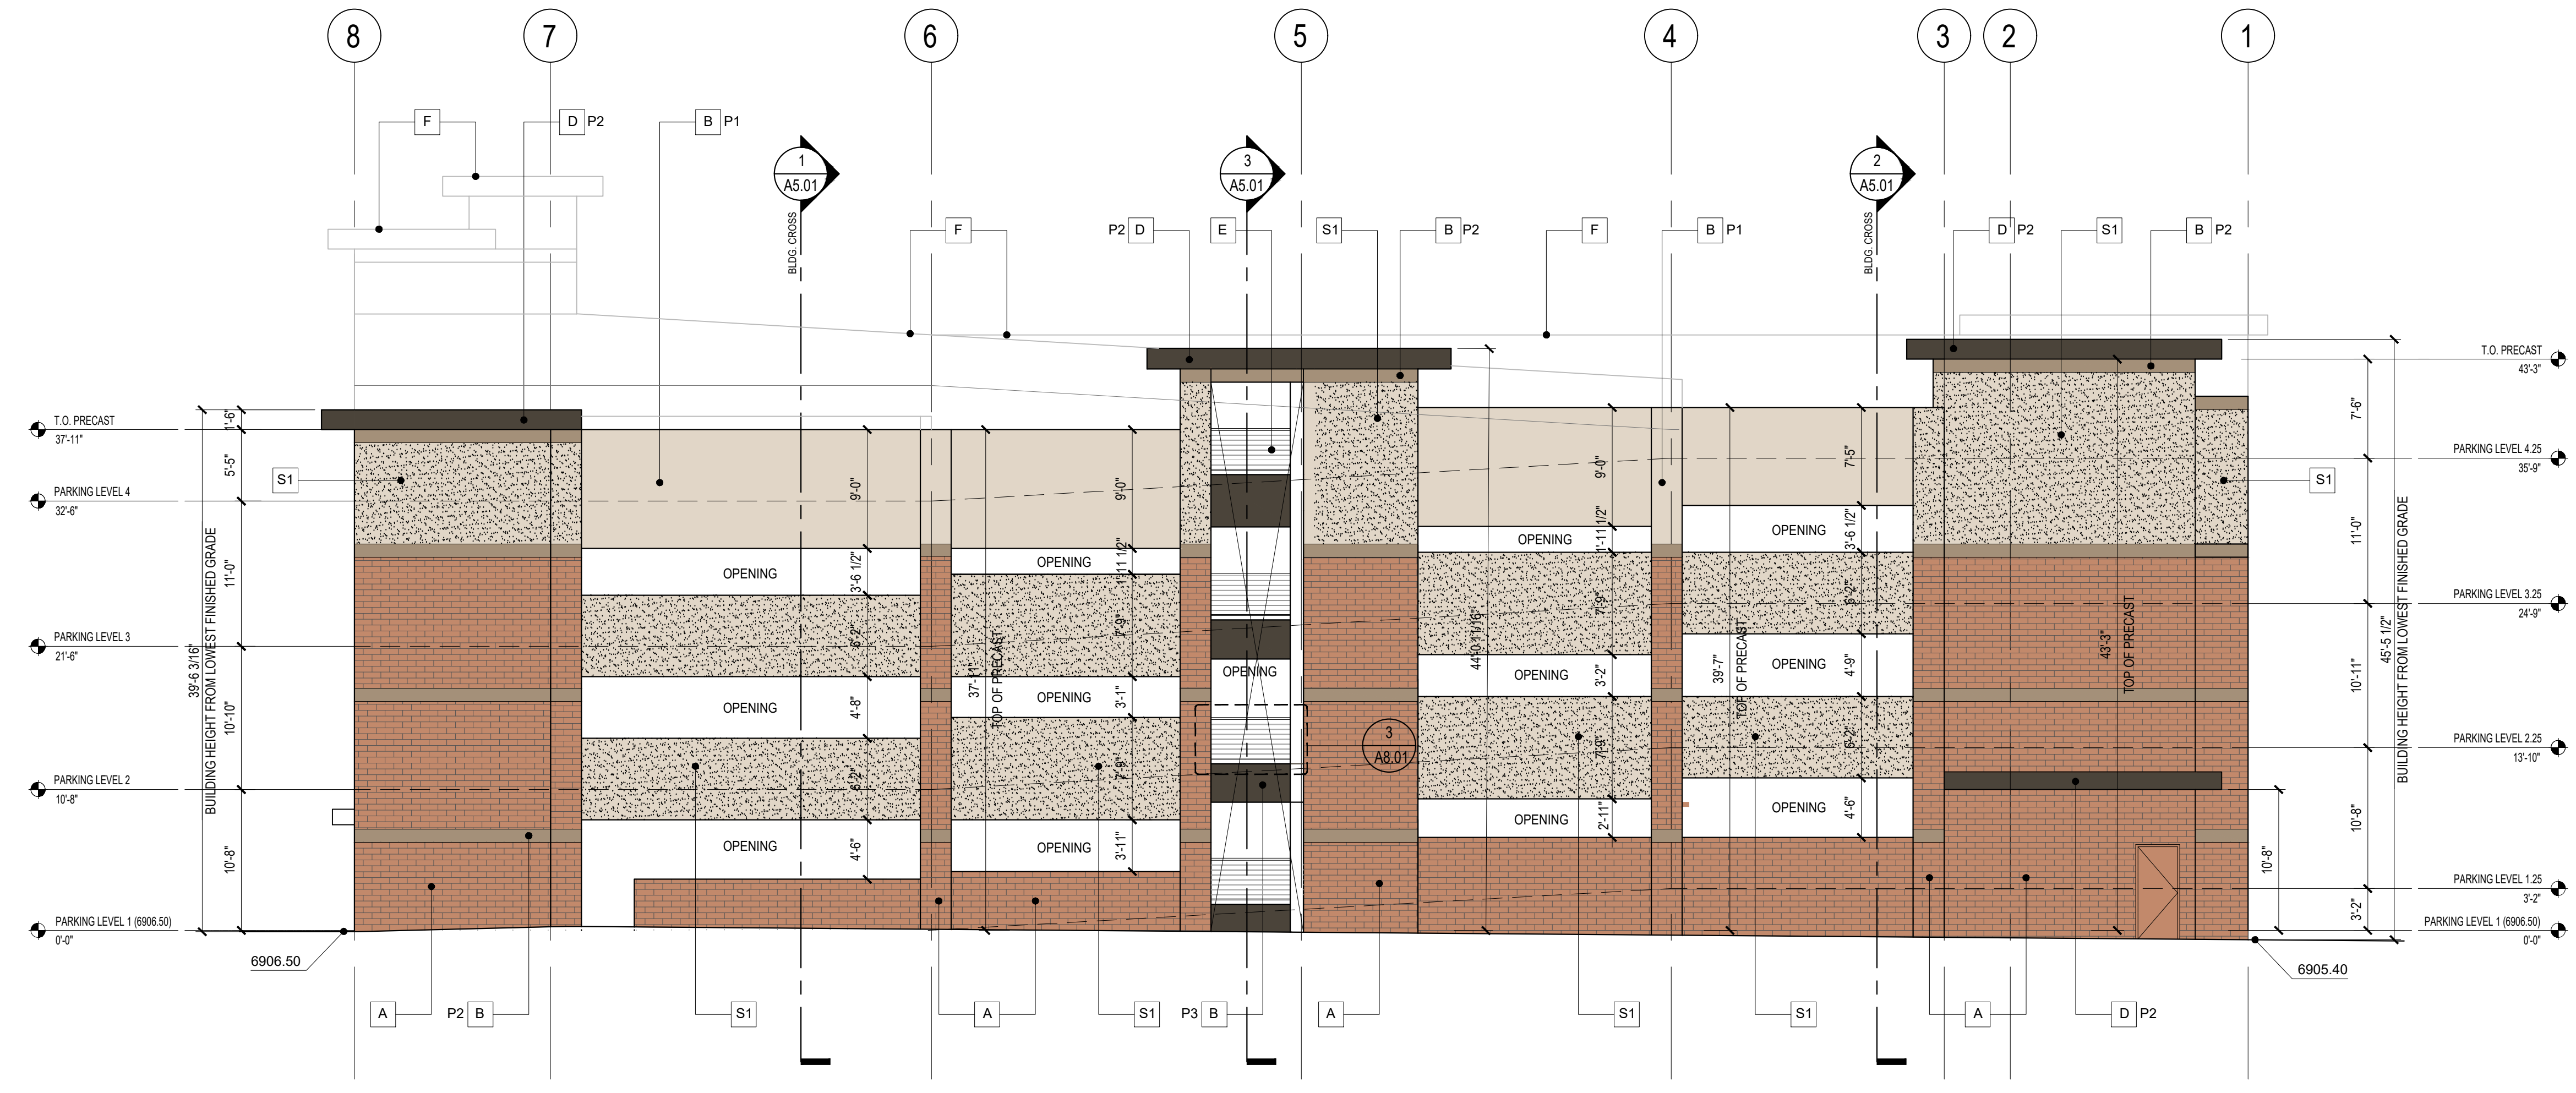 8 7 6 5 4 3 2 1
F D P2 B P1
1
A5.01
3
A5.01
2
A5.01
BLDG. CROSS
BLDG. CROSS
F P2 D E S1 B P2 F B P1 D P2 S1 B P2
T.O. PRECAST
37'-11"
PARKING LEVEL 4
32'-6"
PARKING LEVEL 3
21'-6"
PARKING LEVEL 2
10'-8"
PARKING LEVEL 1 (6906.50)
0'-0"
39'-6 3/16"
BUILDING HEIGHT FROM LOWEST FINISHED GRADE
1'-6"
5'-5"
11'-0"
10'-10"
10'-8"
S1
6906.50
OPENING
OPENING
OPENING
9'-0"
3'-6 1/2"
6'-2"
4'-8"
6'-2"
4'-6"
37'-11"
TOP OF PRECAST
OPENING
OPENING
OPENING
9'-0"
1'-11 1/2"
7'-9"
3'-1"
7'-9"
3'-11"
OPENING
3
A8.01
44'-0 11/16"
OPENING
OPENING
OPENING
9'-0"
1'-11 1/2"
7'-9"
3'-2"
7'-9"
2'-11"
39'-7"
TOP OF PRECAST
OPENING
OPENING
OPENING
7'-5"
3'-6 1/2"
6'-2"
4'-9"
6'-2"
4'-6"
43'-3"
TOP OF PRECAST
10'-8"
S1
7'-6"
11'-0"
10'-11"
10'-8"
3'-2"
45'-5 1/2"
BUILDING HEIGHT FROM LOWEST FINISHED GRADE
T.O. PRECAST
43'-3"
PARKING LEVEL 4.25
35'-9"
PARKING LEVEL 3.25
24'-9"
PARKING LEVEL 2.25
13'-10"
PARKING LEVEL 1.25
3'-2"
PARKING LEVEL 1 (6906.50)
0'-0"
6905.40
A P2 B S1 A S1 P3 B A S1 S1 A D P2